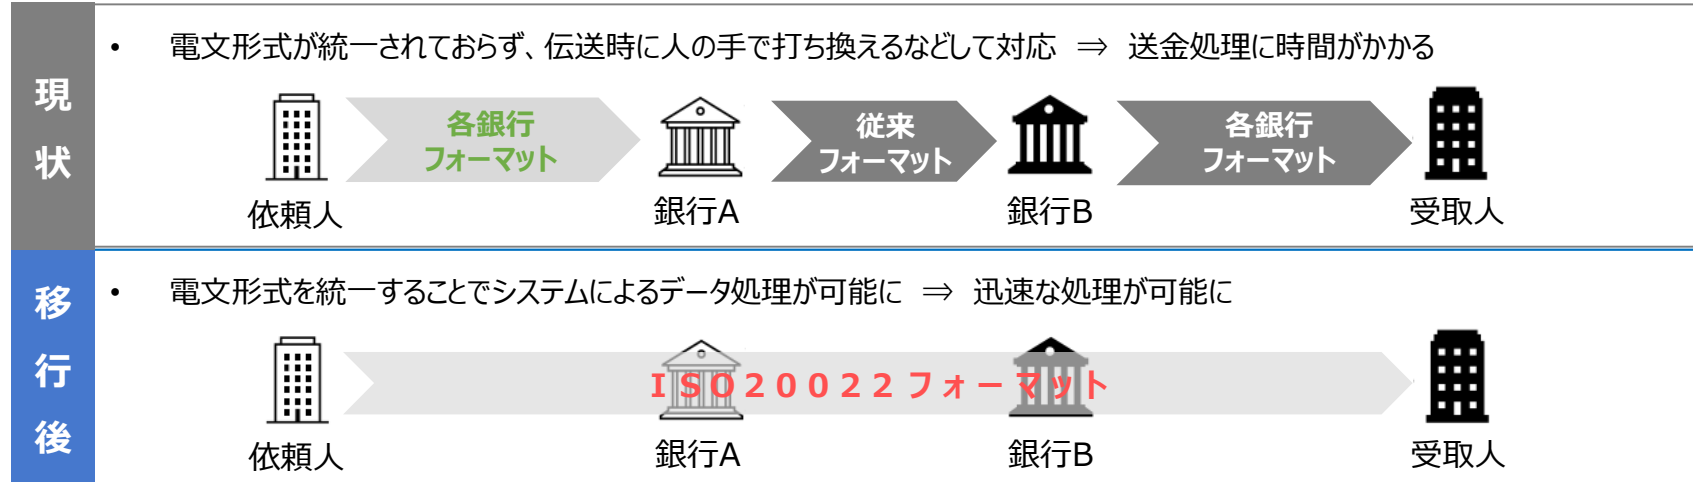 現状
• 電文形式が統一されておらず、伝送時に人の手で打ち換えるなどして対応 ⇒ 送金処理に時間がかかる
各銀行
フォーマット
従来
フォーマット
各銀行
フォーマット
依頼人
銀行A
銀行B
受取人
移行後
• 電文形式を統一することでシステムによるデータ処理が可能に ⇒ 迅速な処理が可能に
ＩＳＯ２００２２フォーマット
依頼人
銀行A
銀行B
受取人